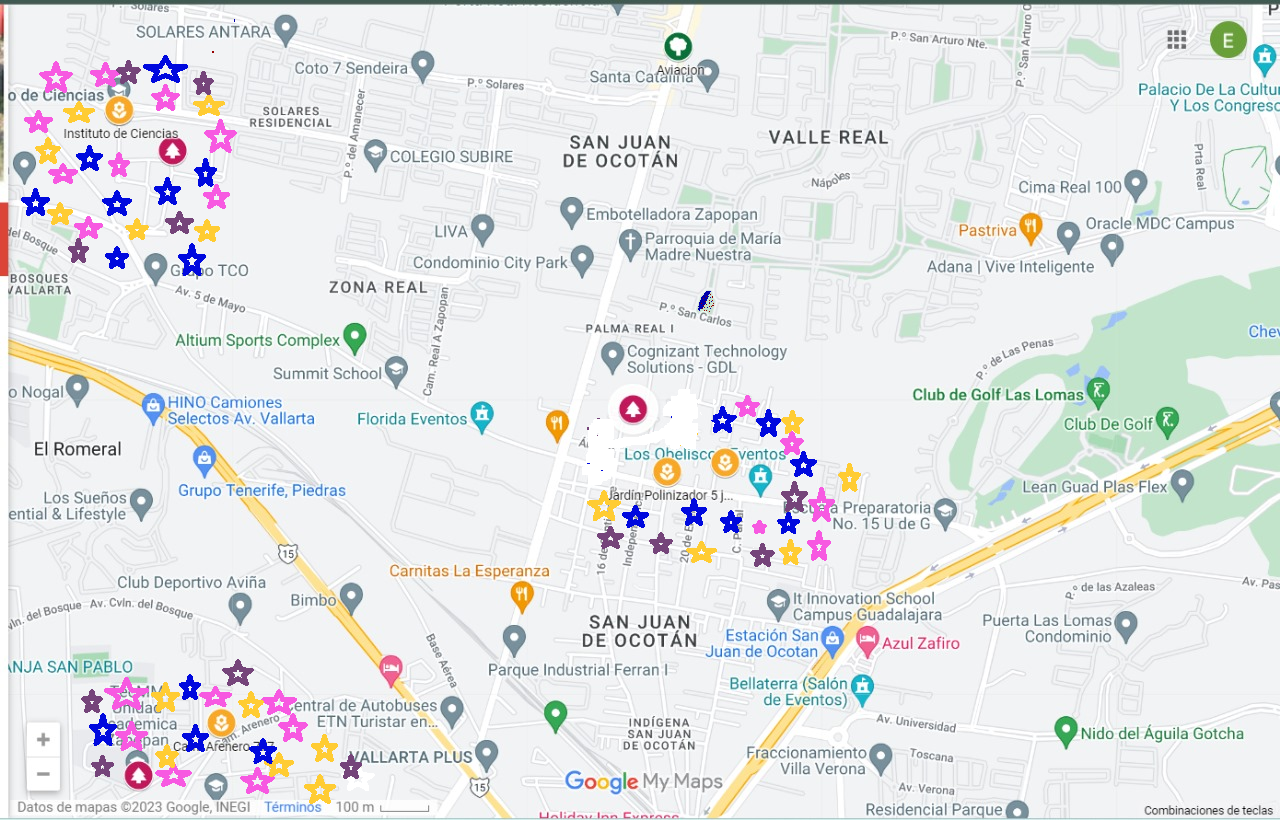 Solares
SOLARES ANTARA
Coto 7 Sendeira
P.º Solares
Aviacion
Santa Catalina
P.º San Arturo Nte.
P.º San Arturo O
E
Palacio De La Cultu
Y Los Congreso
o de Ciencias
Instituto de Ciencias
SOLARES
RESIDENCIAL
P.º del Amanecer
COLEGIO SUBIRE
SAN JUAN
DE OCOTÁN
VALLE REAL
Nápoles
Prta Real
Cima Real 100
Oracle MDC Campus
Pastriva
Adana | Vive Inteligente
Embotelladora Zapopan
LIVA
Parroquia de María
Madre Nuestra
Condominio City Park
del Bosque
Grupo TCO
BOSQUES
VALLARTA
ZONA REAL
Av. 5 de Mayo
Cam. Real A Zapopan
P.º San Carlos
PALMA REAL I
Altium Sports Complex
Summit School
Cognizant Technology
Solutions - GDL
P.º de Las Penas
Chev
o Nogal
HINO Camiones
Selectos Av. Vallarta
Florida Eventos
Club de Golf Las Lomas
Club De Golf
El Romeral
Los Obeliscos Eventos
Grupo Tenerife, Piedras
Jardín Polinizador 5 j...
Los Sueños
ental & Lifestyle
Escuela Preparatoria
No. 15 U de G
Lean Guad Plas Flex
15
Carnitas La Esperanza
Club Deportivo Aviña
Bimbo
Av. Cvln. del Bosque
Base Aérea
SAN JUAN
DE OCOTÁN
It Innovation School
Campus Guadalajara
Estación San
Juan de Ocotan
Azul Zafiro
P.º de las Azaleas
Av. Pas
Puerta Las Lomas
Condominio
ANJA SAN PABLO
Parque Industrial Ferran I
Bellaterra (Salón
de Eventos)
Unidad
Central de Autobuses
ETN Turistar en...
INDÍGENA
SAN JUAN
DE OCOTÁN
Av. Universidad
Toscana
Nido del Águila Gotcha
VALLARTA PLUS
Fraccionamiento
Villa Verona
15
Google My Maps
Av. Verona
Residencial Parque
Datos de mapas ©2023 Google, INEGI
Términos
100 m
Combinaciones de teclas
Holiday Inn Express